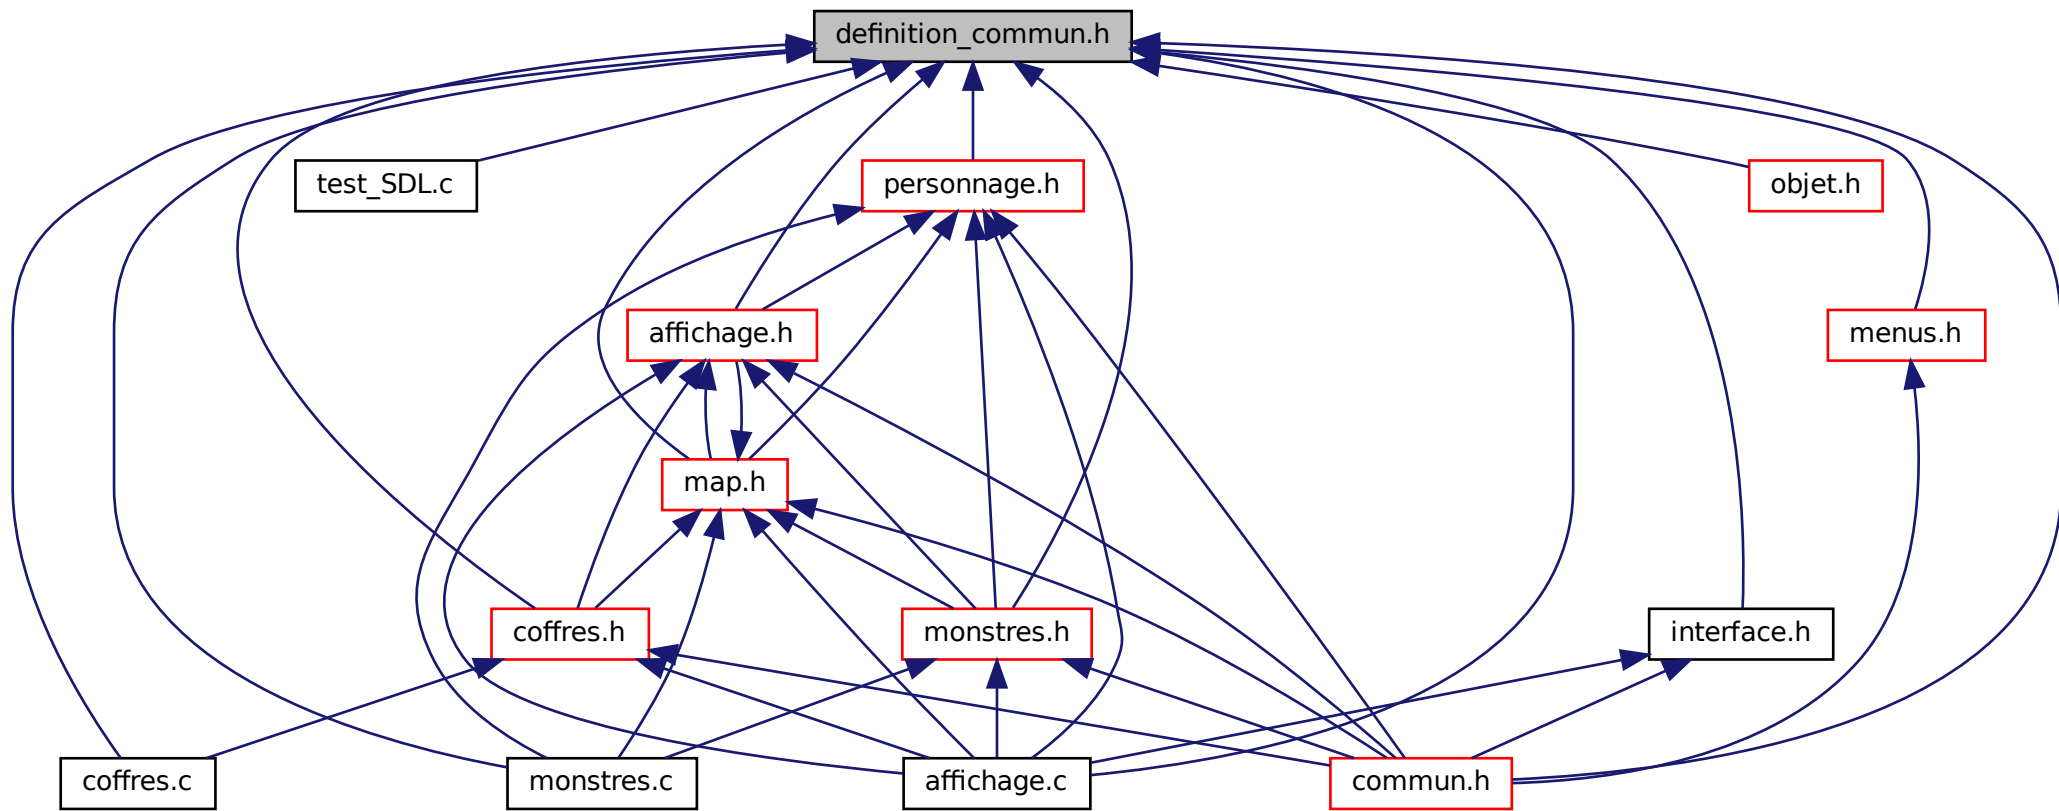 definition_commun.h
test_SDL.c
personnage.h
objet.h
affichage.h
menus.h
map.h
coffres.h
monstres.h
interface.h
coffres.c
monstres.c
affichage.c
commun.h